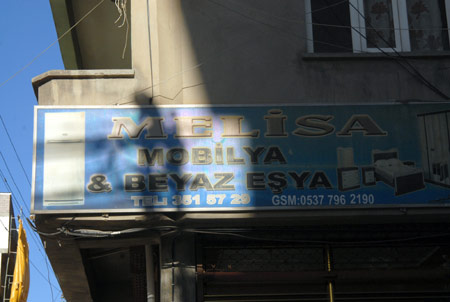 MELİSA
MOBİLYA
& BEYAZ EŞYA
TEL: 351 57 29 GSM:0537 796 2190